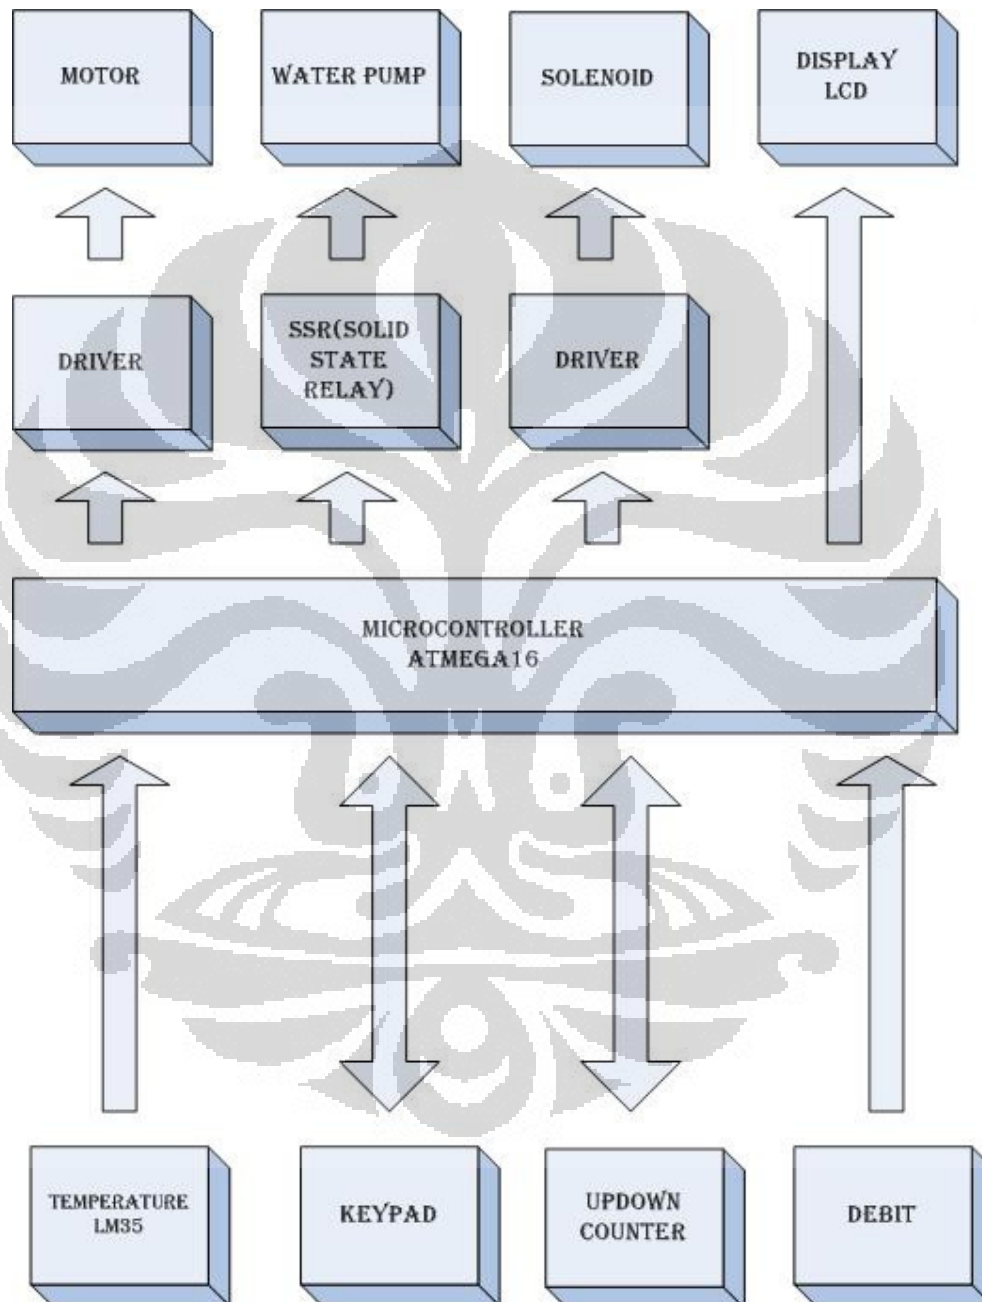 MOTOR
WATER PUMP
SOLENOID
DISPLAY
LCD
DRIVER
SSR(SOLID
STATE
RELAY)
DRIVER
MICROCONTROLLER
ATMEGA16
TEMPERATURE
LM35
KEYPAD
UPDOWN
COUNTER
DEBIT